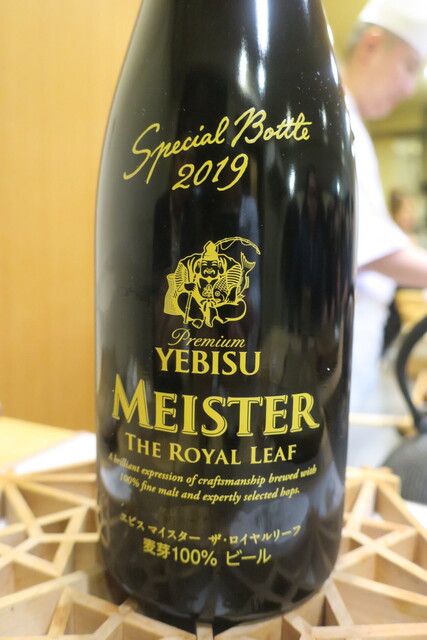 Special Bottle
2019
Premium
YEBISU
MEISTER
THE ROYAL LEAF
A brilliant expression of craftsmanship brewed with
100% fine malts and expertly selected hops.
ヱビス マイスター ザ・ロイヤルリーフ
麦芽100% ビール